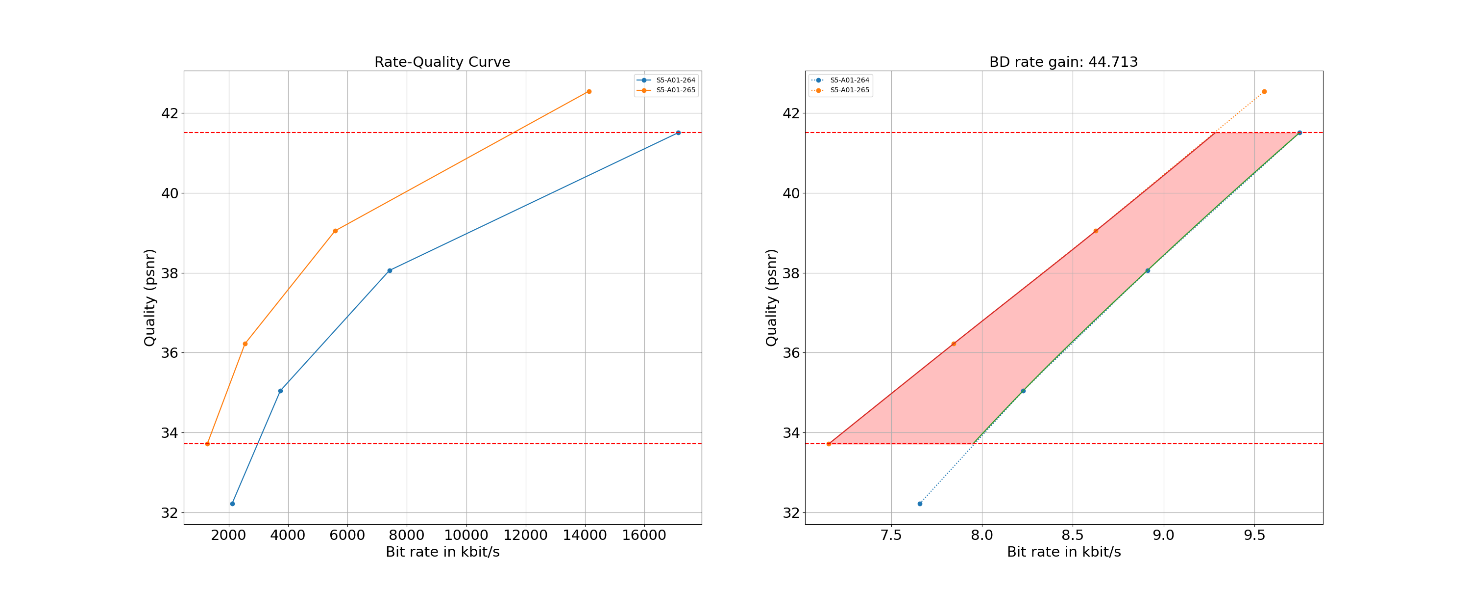 Rate-Quality Curve
S5-A01-264
S5-A01-265
42
40
38
36
34
32
Quality (psnr)
2000 4000 6000 8000 10000 12000 14000 16000
Bit rate in kbit/s
BD rate gain: 44.713
S5-A01-264
S5-A01-265
42
40
38
36
34
32
Quality (psnr)
7.5 8.0 8.5 9.0 9.5
Bit rate in kbit/s